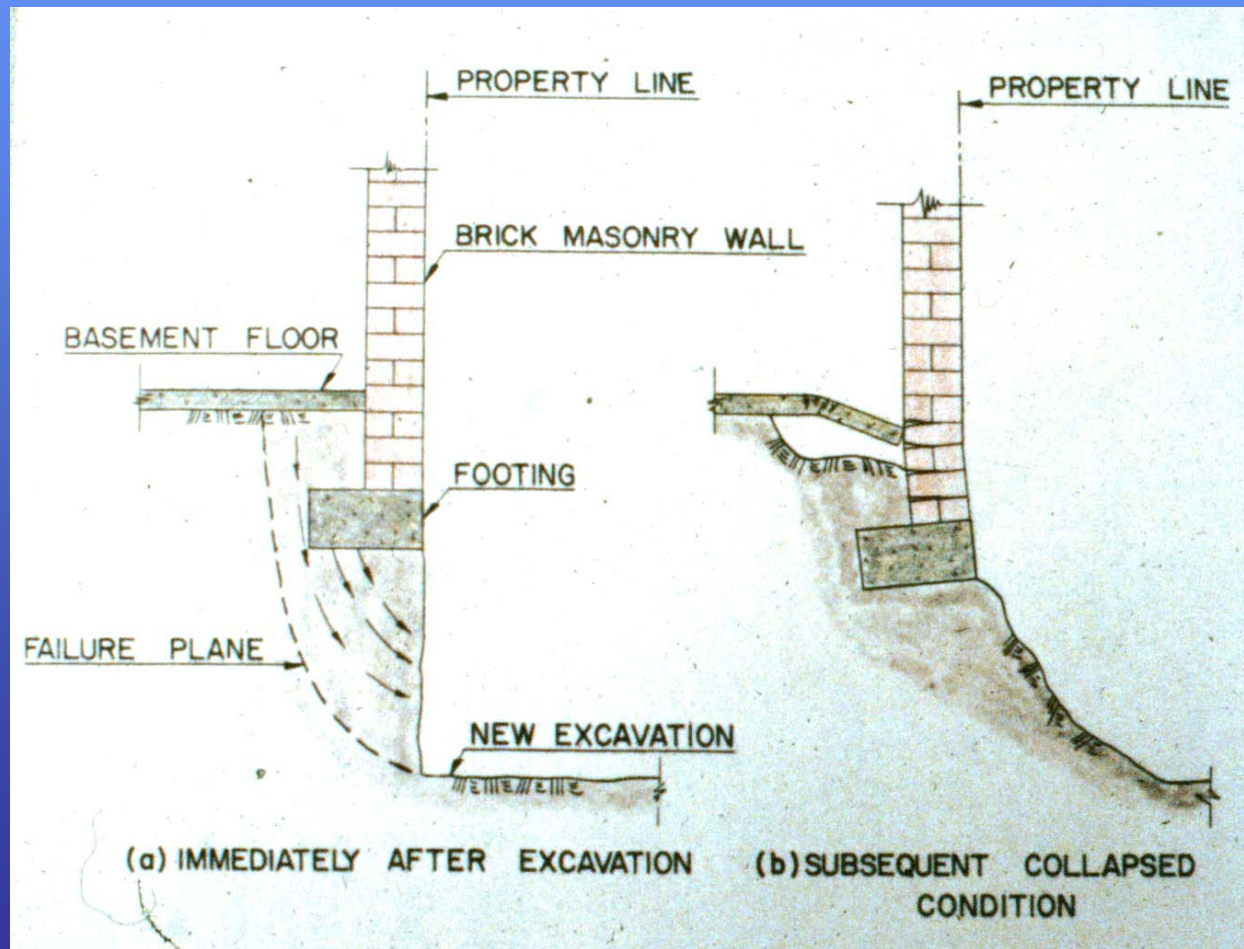 PROPERTY LINE
PROPERTY LINE
BRICK MASONRY WALL
BASEMENT FLOOR
FOOTING
FAILURE PLANE
NEW EXCAVATION
(a) IMMEDIATELY AFTER EXCAVATION
(b) SUBSEQUENT COLLAPSED
CONDITION